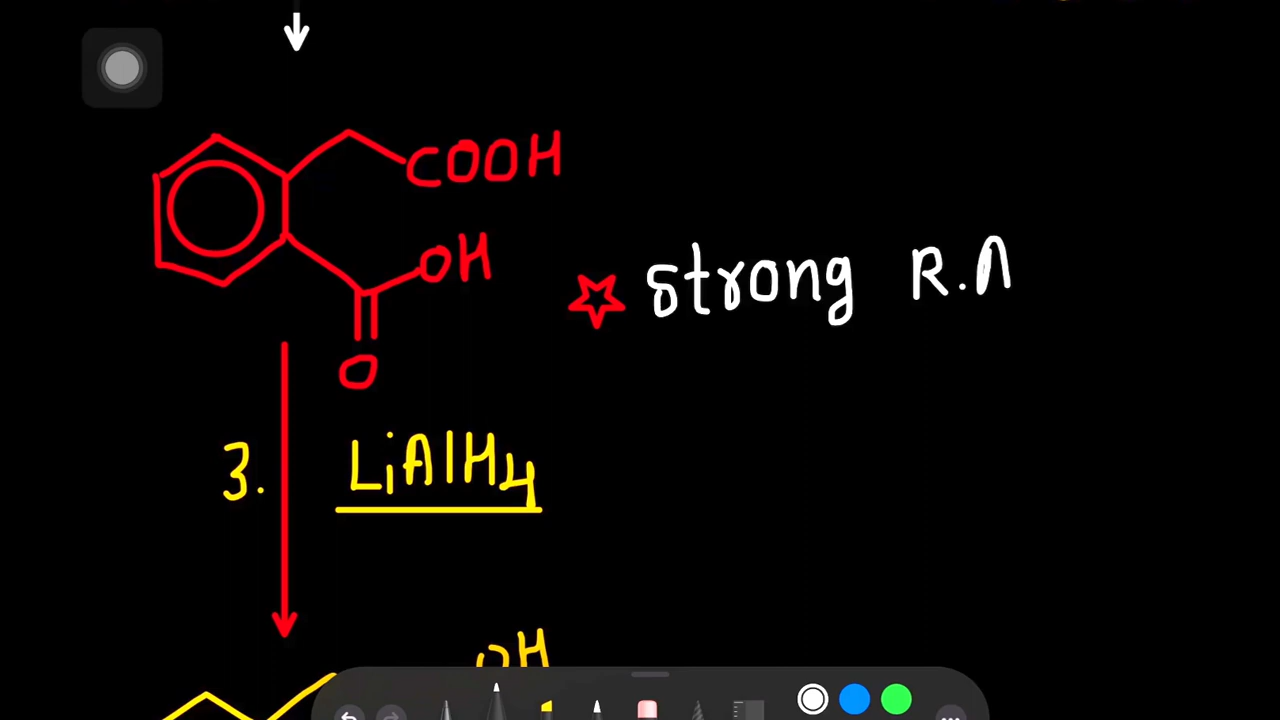 COOH
OH
O
strong R.A
3. LiAlH4
OH